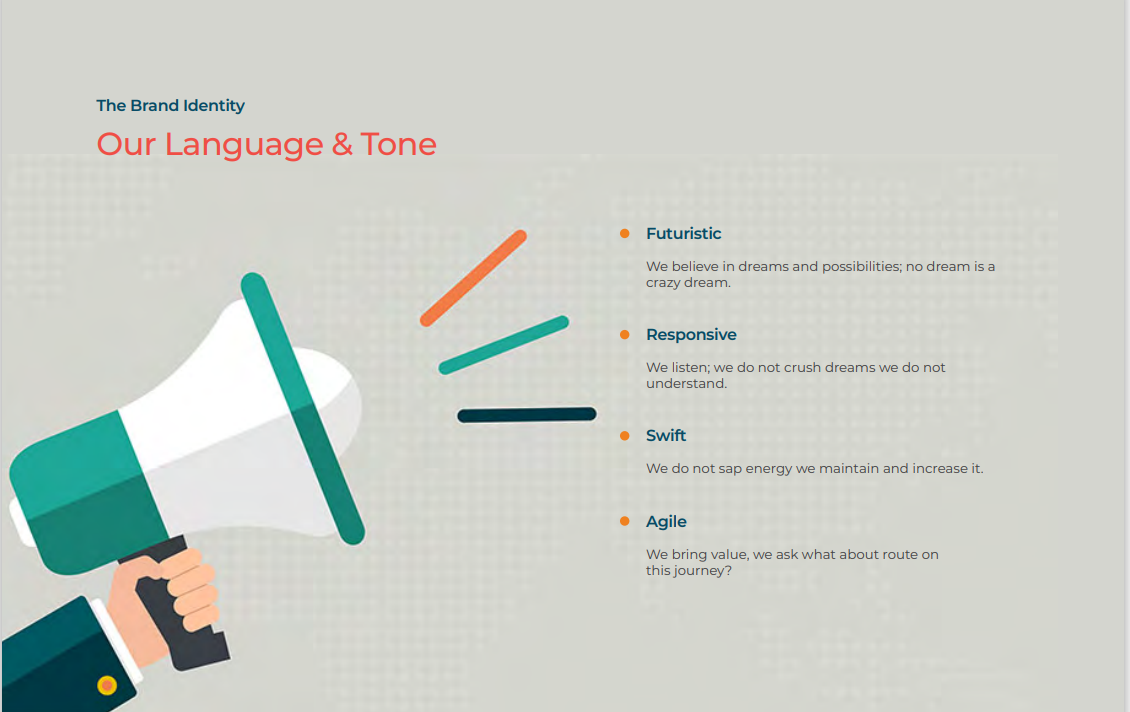 The Brand Identity
Our Language & Tone
Futuristic
We believe in dreams and possibilities; no dream is a
crazy dream.
Responsive
We listen; we do not crush dreams we do not
understand.
Swift
We do not sap energy we maintain and increase it.
Agile
We bring value, we ask what about route on
this journey?